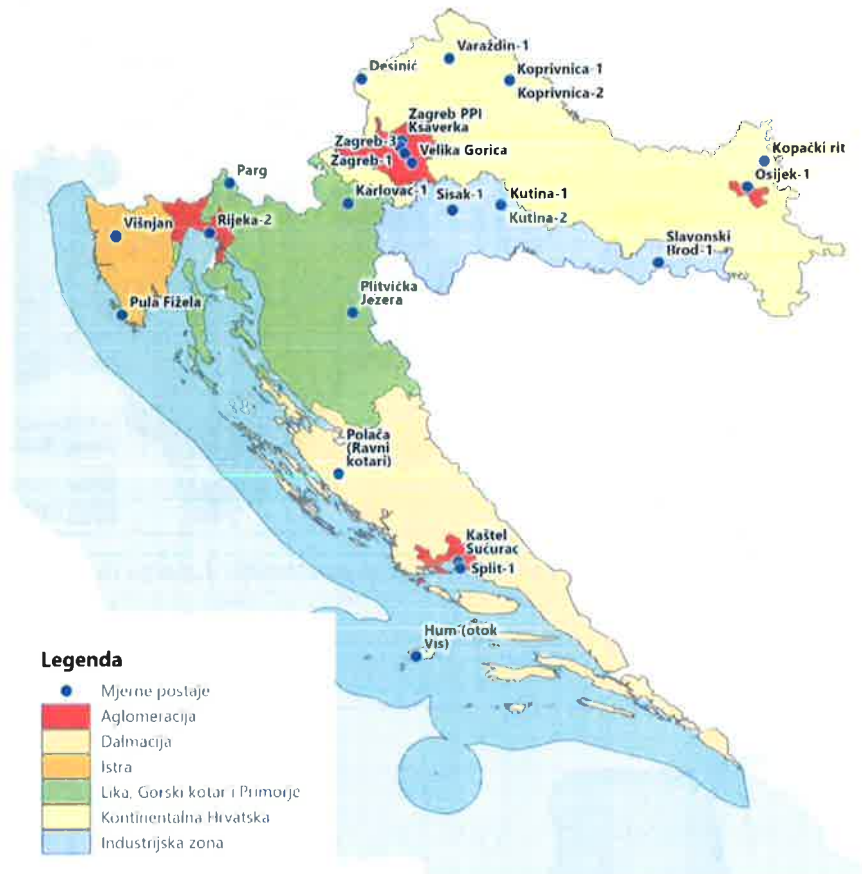 Varaždin-1
Desinić
Koprivnica-1
Koprivnica-2
Zagreb PPI
Ksaverka
Zagreb-3
Zagreb-1
Velika Gorica
Kopački rit
Osijek-1
Parg
Karlovac-1
Sisak-1
Kutina-1
Kutina-2
Višnjan
Rijeka-2
Slavonski
Brod-1
Plitvička
Jezera
Pula Fižela
Polača
(Ravni
kotari)
Kaštel
Sućurac
Split-1
Hum (otok
Vis)
Legenda
Mjerne postaje
Aglomeracija
Dalmacija
Istra
Lika, Gorski kotar i Primorje
Kontinentalna Hrvatska
Industrijska zona